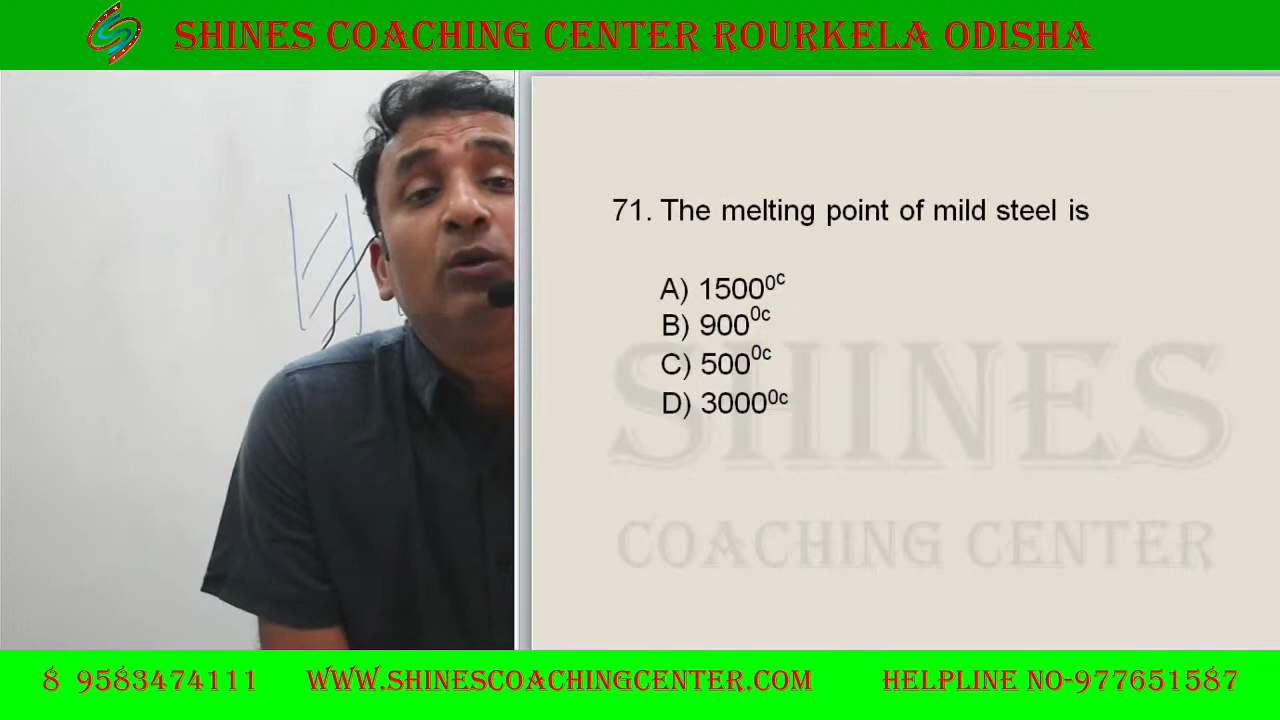 SHINES COACHING CENTER ROURKELA ODISHA
71. The melting point of mild steel is
A) 1500⁰ᶜ
B) 900⁰ᶜ
C) 500⁰ᶜ
D) 3000⁰ᶜ
SHINES
COACHING CENTER
8 9583474111 WWW.SHINESCOACHINGCENTER.COM HELPLINE NO-977651587